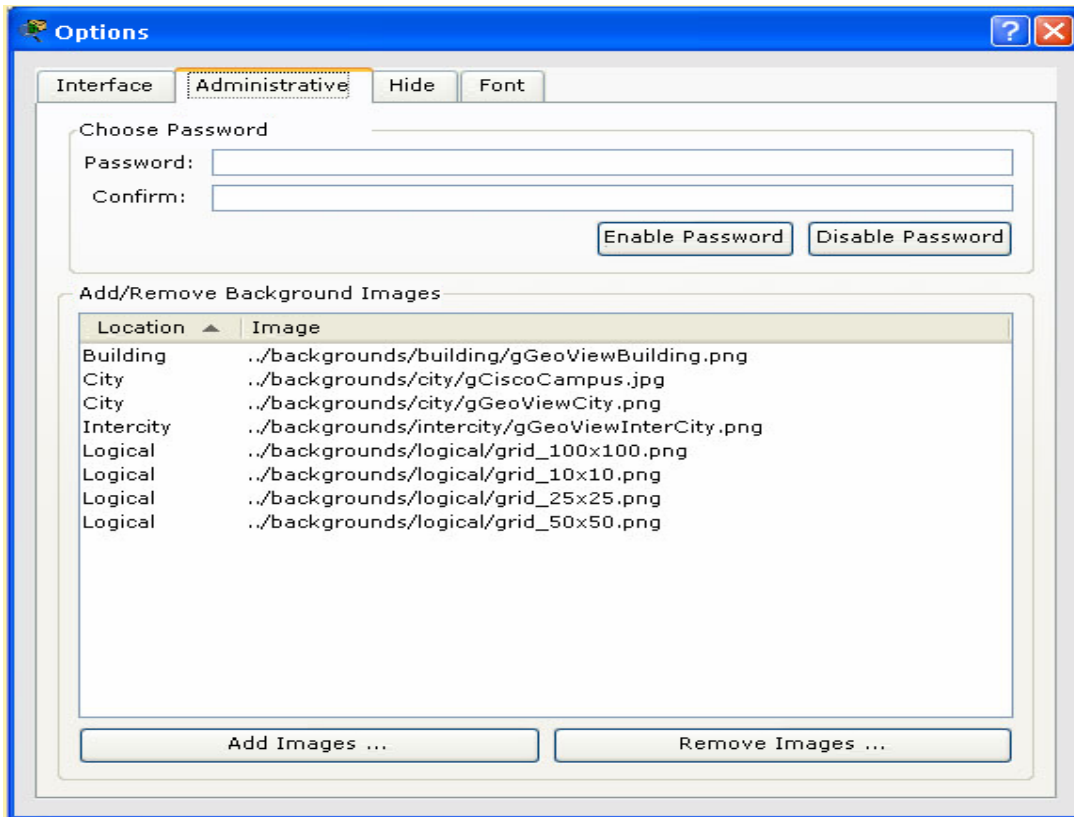 Options
Interface Administrative Hide Font
Choose Password
Password:
Confirm:
Enable Password Disable Password
Add/Remove Background Images
Location Image
Building ../backgrounds/building/gGeoViewBuilding.png
City ../backgrounds/city/gCiscoCampus.jpg
City ../backgrounds/city/gGeoViewCity.png
Intercity ../backgrounds/intercity/gGeoViewInterCity.png
Logical ../backgrounds/logical/grid_100x100.png
Logical ../backgrounds/logical/grid_10x10.png
Logical ../backgrounds/logical/grid_25x25.png
Logical ../backgrounds/logical/grid_50x50.png
Add Images ... Remove Images ...